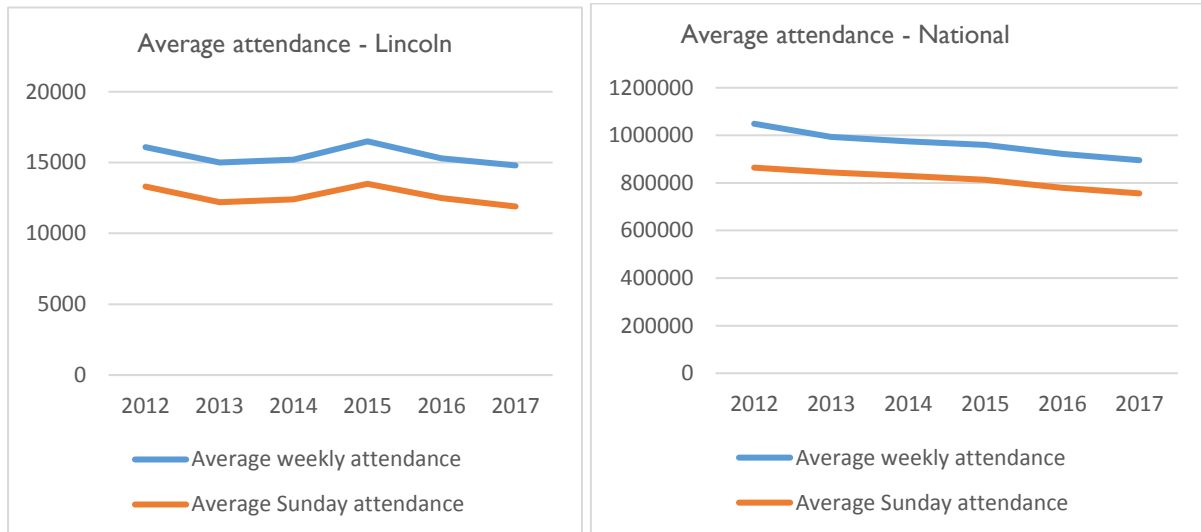 Average attendance - Lincoln
20000
15000
10000
5000
0
2012 2013 2014 2015 2016 2017
Average weekly attendance
Average Sunday attendance
Average attendance - National
1200000
1000000
800000
600000
400000
200000
0
2012 2013 2014 2015 2016 2017
Average weekly attendance
Average Sunday attendance